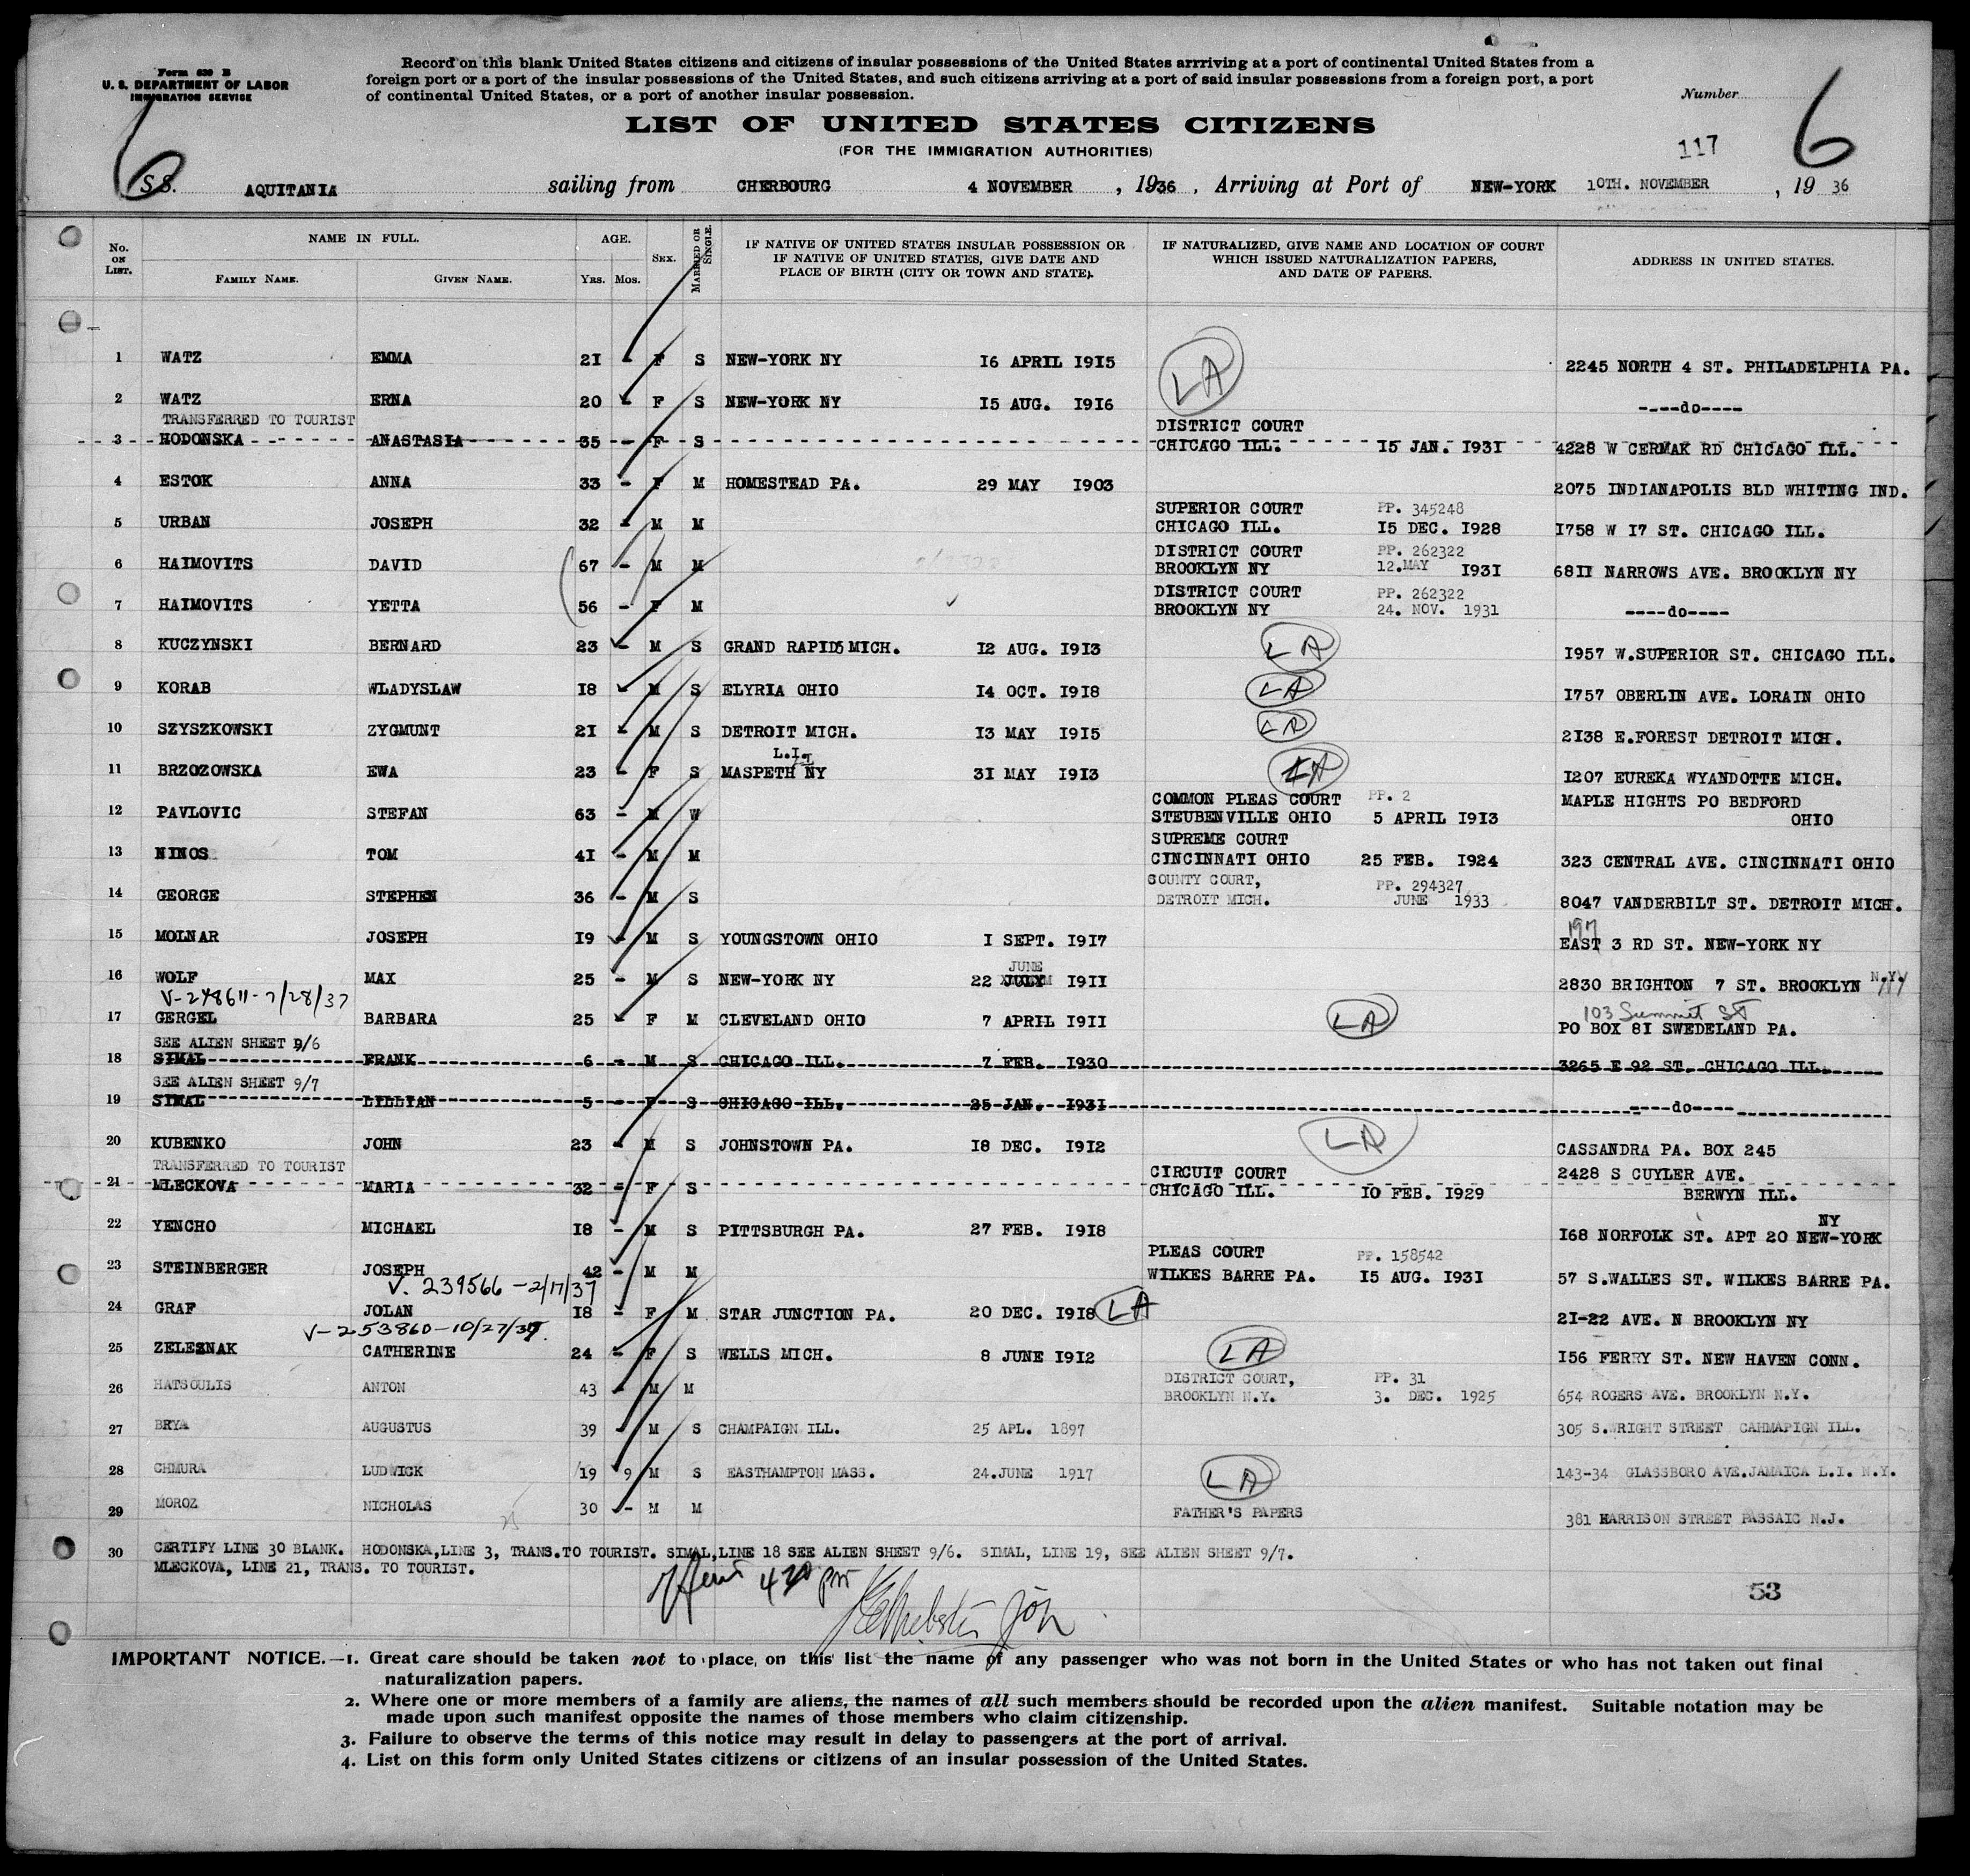 Form 630 B
U. S. DEPARTMENT OF LABOR
IMMIGRATION SERVICE
Record on this blank United States citizens and citizens of insular possessions of the United States arrriving at a port of continental United States from a
foreign port or a port of the insular possessions of the United States, and such citizens arriving at a port of said insular possessions from a foreign port, a port
of continental United States, or a port of another insular possession.
Number
6 6
LIST OF UNITED STATES CITIZENS
(FOR THE IMMIGRATION AUTHORITIES)
117
S.S. AQUITANIA sailing from CHERBOURG 4 NOVEMBER , 1936 , Arriving at Port of NEW-YORK 10TH. NOVEMBER , 19 36
No. ON LIST.
NAME IN FULL.
FAMILY NAME. GIVEN NAME.
AGE.
YRS. MOS.
SEX.
MARRIED OR SINGLE.
IF NATIVE OF UNITED STATES INSULAR POSSESSION OR
IF NATIVE OF UNITED STATES, GIVE DATE AND
PLACE OF BIRTH (CITY OR TOWN AND STATE).
IF NATURALIZED, GIVE NAME AND LOCATION OF COURT
WHICH ISSUED NATURALIZATION PAPERS,
AND DATE OF PAPERS.
ADDRESS IN UNITED STATES.
1 WATZ EMMA 21 - F S NEW-YORK NY 16 APRIL 1915 LA 2245 NORTH 4 ST. PHILADELPHIA PA.
2 WATZ ERNA 20 - F S NEW-YORK NY 15 AUG. 1916 ----do----
TRANSFERRED TO TOURIST DISTRICT COURT
3 HODONSKA ANASTASIA 35 - F S CHICAGO ILL. 15 JAN. 1931 4228 W CERMAK RD CHICAGO ILL.
4 ESTOK ANNA 33 - F M HOMESTEAD PA. 29 MAY 1903 2075 INDIANAPOLIS BLD WHITING IND.
SUPERIOR COURT PP. 345248
5 URBAN JOSEPH 32 - M M CHICAGO ILL. 15 DEC. 1928 1758 W 17 ST. CHICAGO ILL.
DISTRICT COURT PP. 262322
6 HAIMOVITS DAVID 67 - M M BROOKLYN NY 12.MAY 1931 6811 NARROWS AVE. BROOKLYN NY
DISTRICT COURT PP. 262322
7 HAIMOVITS YETTA 56 - F M BROOKLYN NY 24. NOV. 1931 ----do----
8 KUCZYNSKI BERNARD 23 - M S GRAND RAPIDS MICH. 12 AUG. 1913 LA 1957 W.SUPERIOR ST. CHICAGO ILL.
9 KORAB WLADYSLAW 18 - M S ELYRIA OHIO 14 OCT. 1918 LA 1757 OBERLIN AVE. LORAIN OHIO
10 SZYSZKOWSKI ZYGMUNT 21 - M S DETROIT MICH. 13 MAY 1915 LA 2138 E.FOREST DETROIT MICH.
L.I.
11 BRZOZOWSKA EWA 23 - F S MASPETH NY 31 MAY 1913 LA 1207 EUREKA WYANDOTTE MICH.
COMMON PLEAS COURT PP. 2 MAPLE HIGHTS PO BEDFORD
12 PAVLOVIC STEFAN 63 - M W STEUBENVILLE OHIO 5 APRIL 1913 OHIO
SUPREME COURT
13 NINOS TOM 41 - M M CINCINNATI OHIO 25 FEB. 1924 323 CENTRAL AVE. CINCINNATI OHIO
COUNTY COURT, PP. 294327
14 GEORGE STEPHEN 36 - M S DETROIT MICH. JUNE 1933 8047 VANDERBILT ST. DETROIT MICH.
197
15 MOLNAR JOSEPH 19 - M S YOUNGSTOWN OHIO 1 SEPT. 1917 EAST 3 RD ST. NEW-YORK NY
JUNE
16 WOLF MAX 25 - M S NEW-YORK NY 22 JULY 1911 2830 BRIGHTON 7 ST. BROOKLYN N.Y.
V-248611-7/28/37 103 Summit St
17 GERGEL BARBARA 25 - F M CLEVELAND OHIO 7 APRIL 1911 LA PO BOX 81 SWEDELAND PA.
SEE ALIEN SHEET 9/6
18 SIMAL FRANK 6 - M S CHICAGO ILL. 7 FEB. 1930 3265 E 92 ST. CHICAGO ILL.
SEE ALIEN SHEET 9/7
19 SIMAL LILLIAN 5 - F S CHICAGO ILL. 25 JAN. 1931 ----do----
20 KUBENKO JOHN 23 - M S JOHNSTOWN PA. 18 DEC. 1912 LA CASSANDRA PA. BOX 245
TRANSFERRED TO TOURIST CIRCUIT COURT 2428 S CUYLER AVE.
21 MLECKOVA MARIA 32 - F S CHICAGO ILL. 10 FEB. 1929 BERWYN ILL.
NY
22 YENCHO MICHAEL 18 - M S PITTSBURGH PA. 27 FEB. 1918 168 NORFOLK ST. APT 20 NEW-YORK
PLEAS COURT PP. 158542
23 STEINBERGER JOSEPH 42 - M M WILKES BARRE PA. 15 AUG. 1931 57 S.WALLES ST. WILKES BARRE PA.
V. 239566-2/17/37
24 GRAF JOLAN 18 - F M STAR JUNCTION PA. 20 DEC. 1918 LA 21-22 AVE. N BROOKLYN NY
V-253860-10/27/37.
25 ZELEZNAK CATHERINE 24 - F S WELLS MICH. 8 JUNE 1912 LA 156 FERRY ST. NEW HAVEN CONN.
DISTRICT COURT, PP. 31
26 HATSOULIS ANTON 43 - M M BROOKLYN N.Y. 3. DEC. 1925 654 ROGERS AVE. BROOKLYN N.Y.
27 BRYA AUGUSTUS 39 - M S CHAMPAIGN ILL. 25 APL. 1897 305 S.WRIGHT STREET CAHMAPIGN ILL.
28 CHMURA LUDWICK 19 9 M S EASTHAMPTON MASS. 24.JUNE 1917 LA 143-34 GLASSBORO AVE.JAMAICA L.I. N.Y.
29 MOROZ NICHOLAS 30 - M M FATHER'S PAPERS 381 HARRISON STREET PASSAIC N.J.
30 CERTIFY LINE 30 BLANK. HODONSKA,LINE 3, TRANS.TO TOURIST. SIMAL,LINE 18 SEE ALIEN SHEET 9/6. SIMAL, LINE 19, SEE ALIEN SHEET 9/7.
MLECKOVA, LINE 21, TRANS. TO TOURIST.
53
IMPORTANT NOTICE.—1. Great care should be taken not to place on this list the name of any passenger who was not born in the United States or who has not taken out final
naturalization papers.
2. Where one or more members of a family are aliens, the names of all such members should be recorded upon the alien manifest. Suitable notation may be
made upon such manifest opposite the names of those members who claim citizenship.
3. Failure to observe the terms of this notice may result in delay to passengers at the port of arrival.
4. List on this form only United States citizens or citizens of an insular possession of the United States.